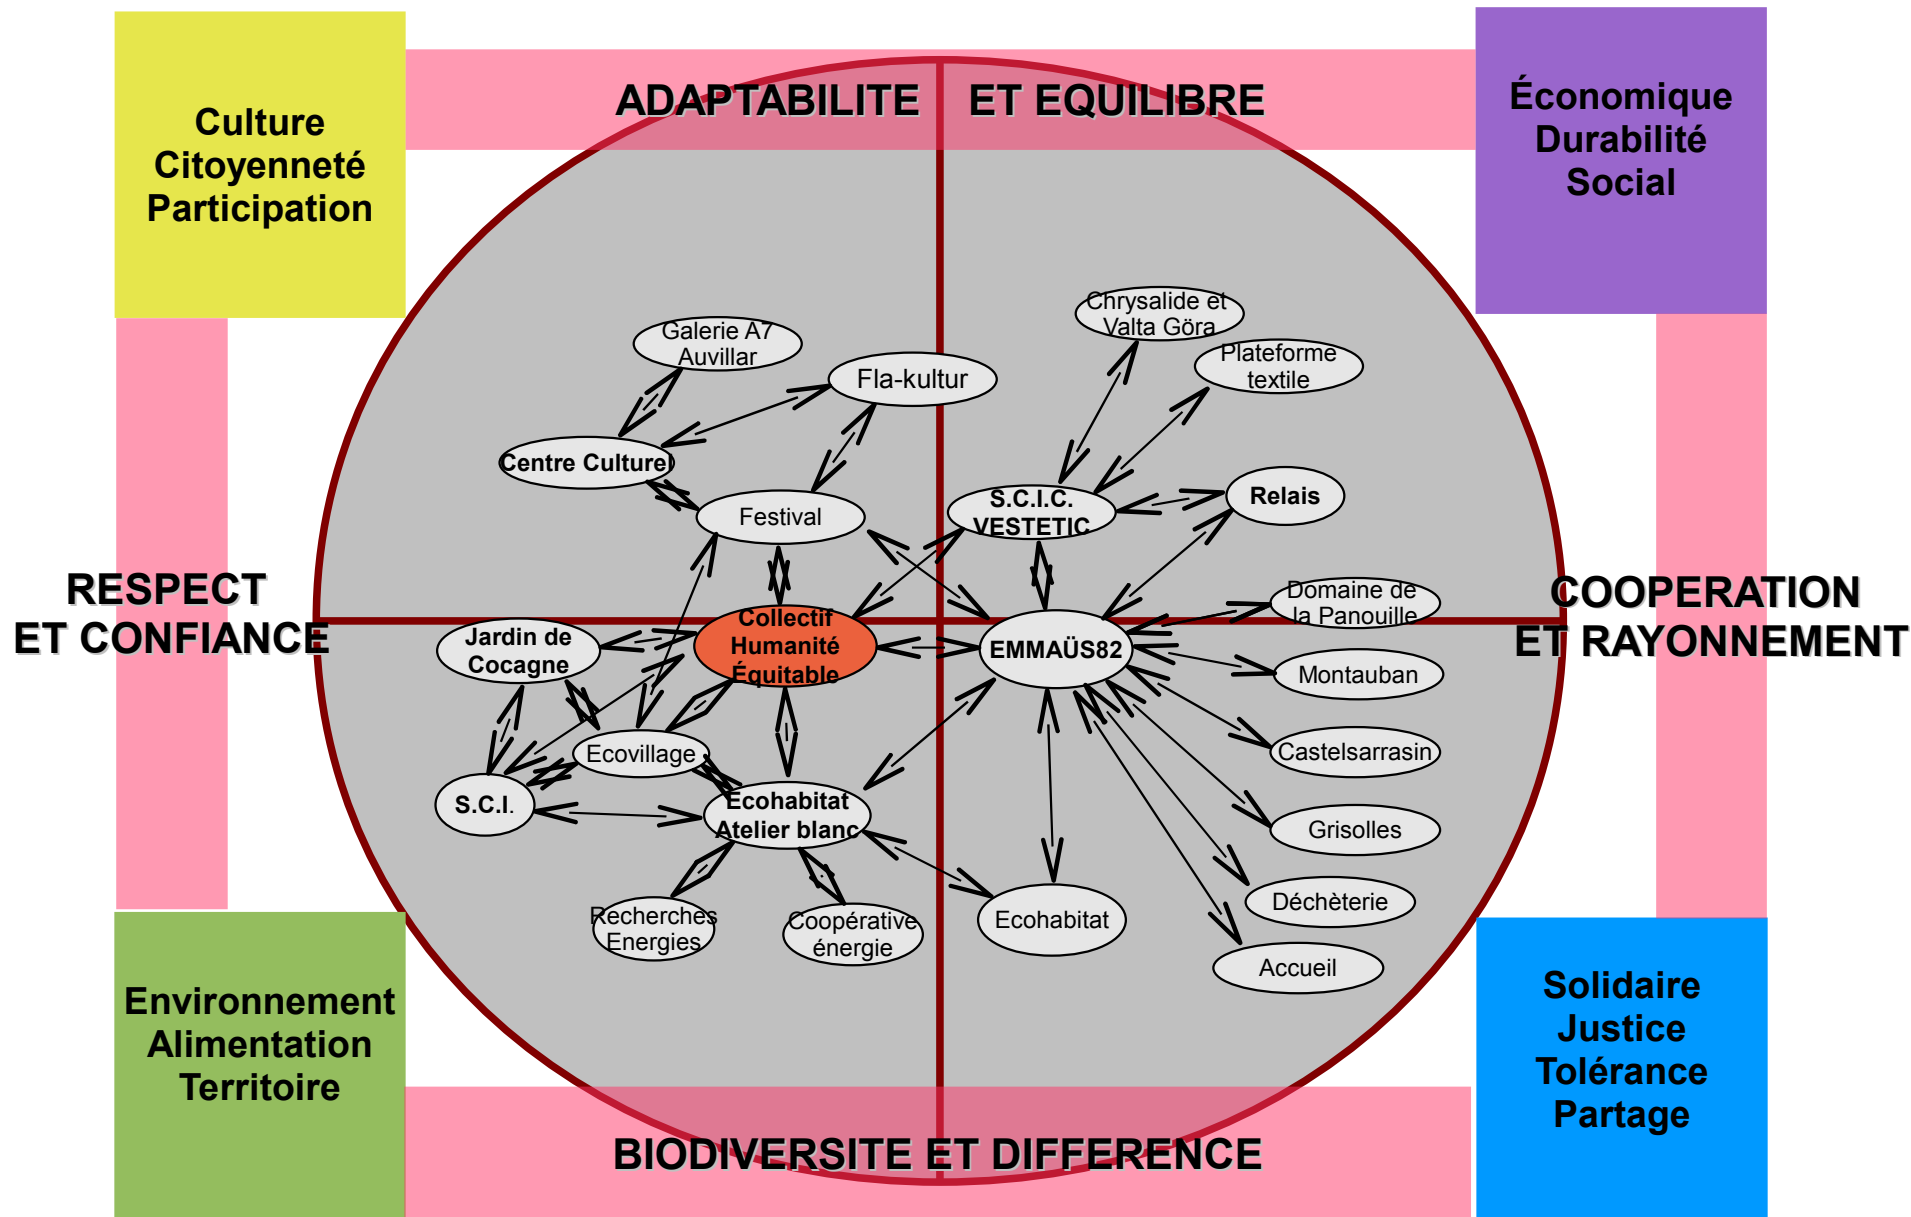 ADAPTABILITE ET EQUILIBRE
Culture
Citoyenneté
Participation
Économique
Durabilité
Social
Galerie A7
Auvillar
Fla-kultur
Chrysalide et
Valta Göra
Plateforme
textile
Centre Culturel
Festival
S.C.I.C.
VESTETIC
Relais
RESPECT
ET CONFIANCE
COOPERATION
ET RAYONNEMENT
Jardin de
Cocagne
Collectif
Humanité
Équitable
EMMAÜS82
Domaine de
la Panouille
Montauban
Ecovillage
Castelsarrasin
S.C.I.
Ecohabitat
Atelier blanc
Grisolles
Recherches
Energies
Coopérative
énergie
Ecohabitat
Déchèterie
Accueil
Environnement
Alimentation
Territoire
Solidaire
Justice
Tolérance
Partage
BIODIVERSITE ET DIFFERENCE